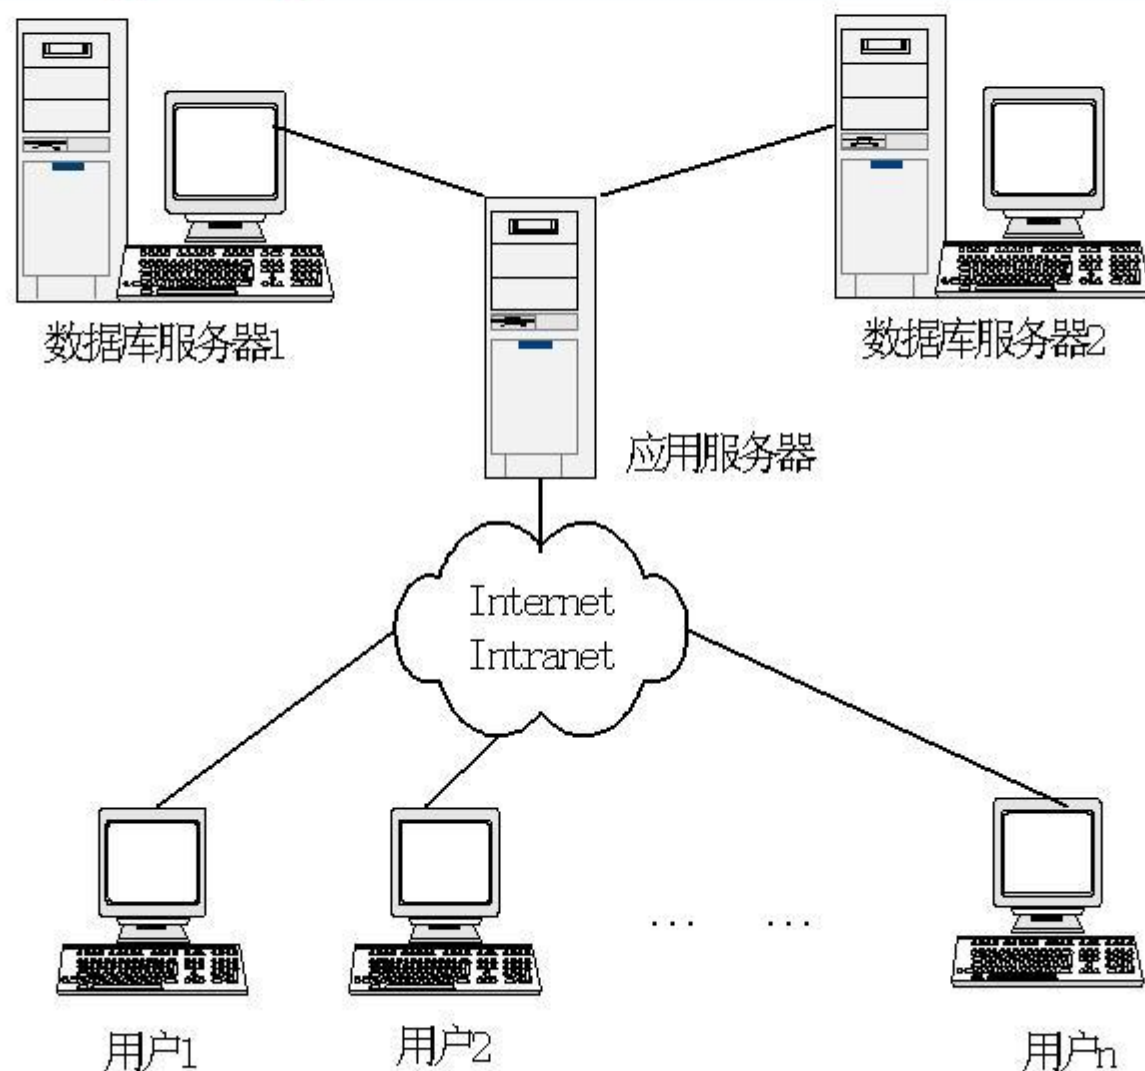 数据库服务器1
数据库服务器2
应用服务器
Internet
Intranet
... ...
用户1
用户2
用户n